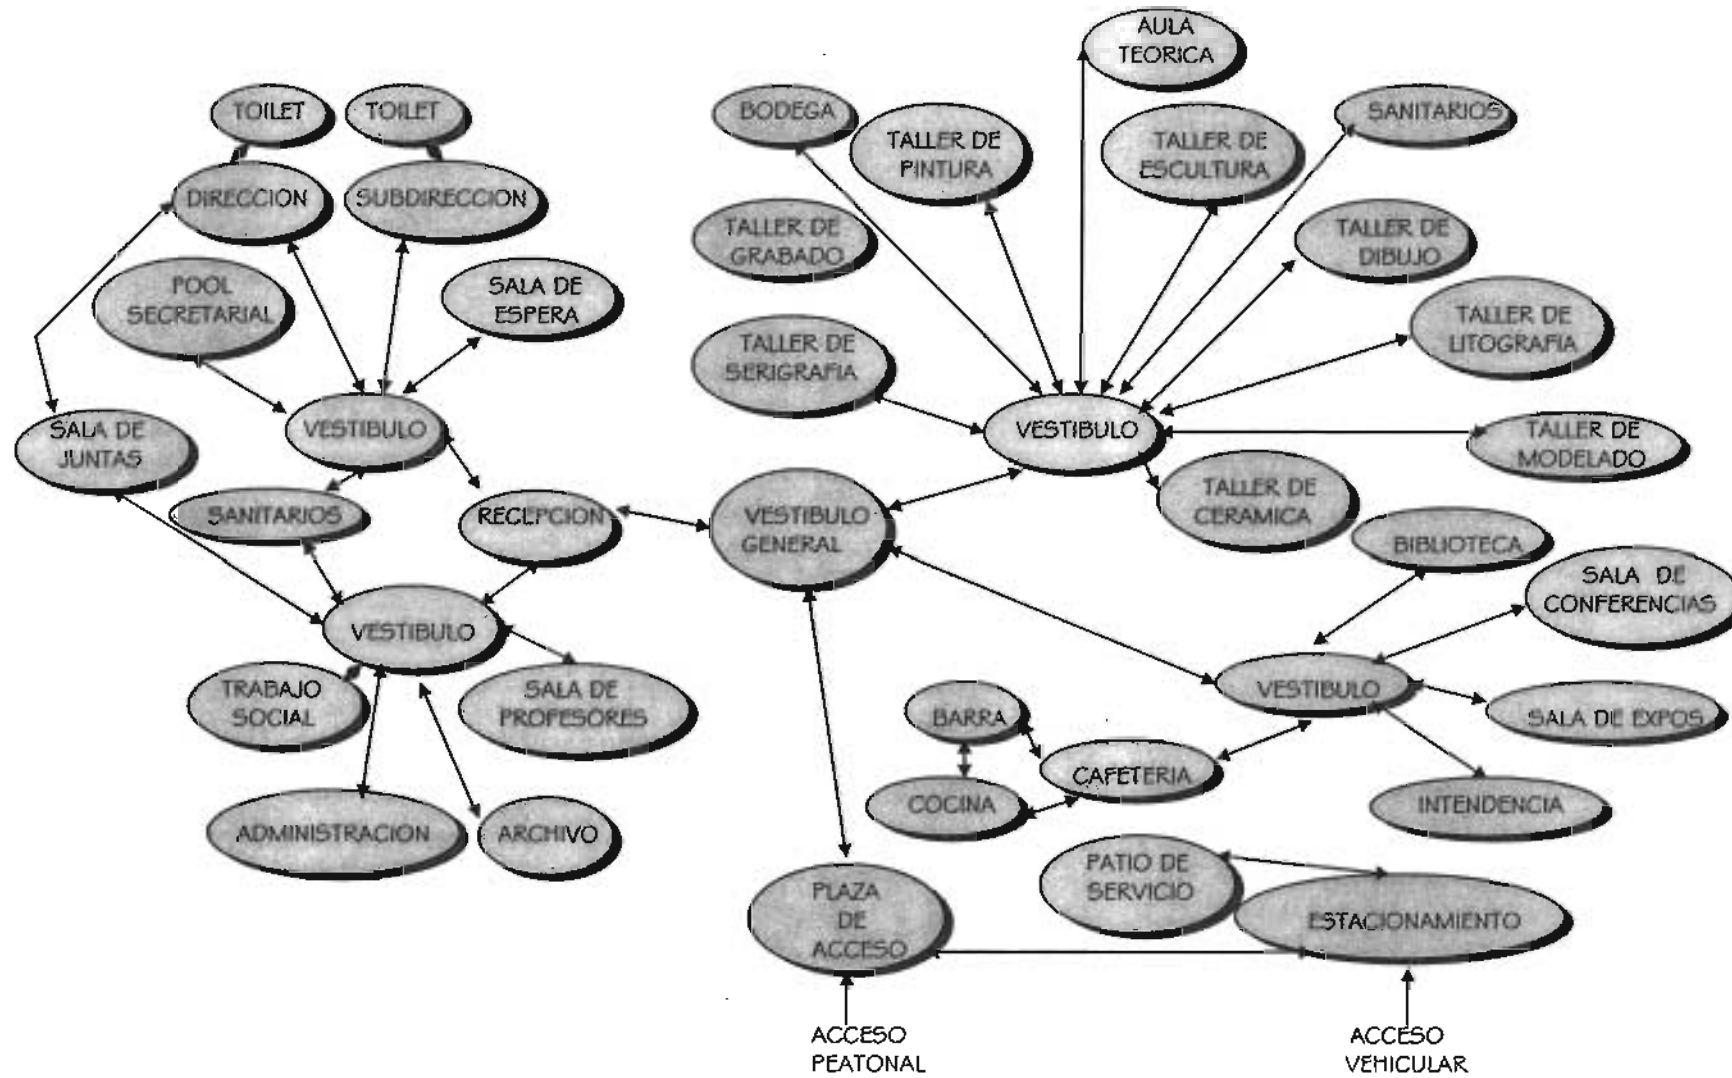 AULA
TEORICA
TOILET
TOILET
BODEGA
SANITARIOS
TALLER DE
PINTURA
TALLER DE
ESCULTURA
DIRECCION
SUBDIRECCION
TALLER DE
GRABADO
TALLER DE
DIBUJO
POOL
SECRETARIAL
SALA DE
ESPERA
TALLER DE
SERIGRAFIA
TALLER DE
LITOGRAFIA
SALA DE
JUNTAS
VESTIBULO
VESTIBULO
TALLER DE
MODELADO
SANITARIOS
RECEPCION
VESTIBULO
GENERAL
TALLER DE
CERAMICA
BIBLIOTECA
SALA DE
CONFERENCIAS
VESTIBULO
TRABAJO
SOCIAL
SALA DE
PROFESORES
VESTIBULO
SALA DE EXPOS
BARRA
CAFETERIA
COCINA
INTENDENCIA
ADMINISTRACION
ARCHIVO
PLAZA
DE
ACCESO
PATIO DE
SERVICIO
ESTACIONAMIENTO
ACCESO
PEATONAL
ACCESO
VEHICULAR